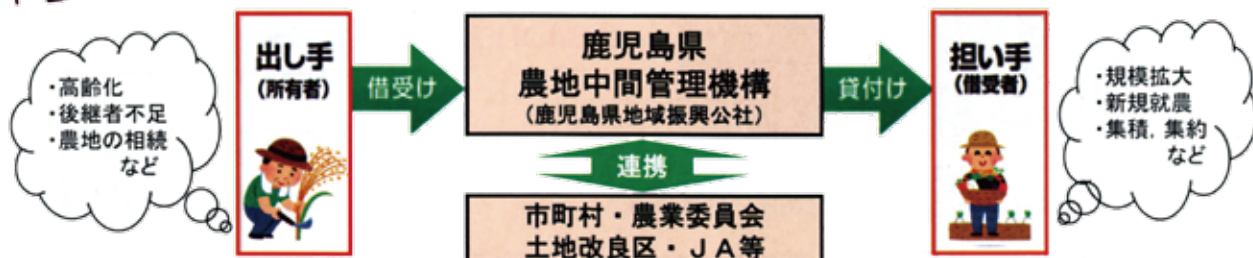 ・高齢化
・後継者不足
・農地の相続
など
出し手
(所有者)
借受け
鹿児島県
農地中間管理機構
(鹿児島県地域振興公社)
貸付け
担い手
(借受者)
・規模拡大
・新規就農
・集積，集約
など
連携
市町村・農業委員会
土地改良区・ＪＡ等